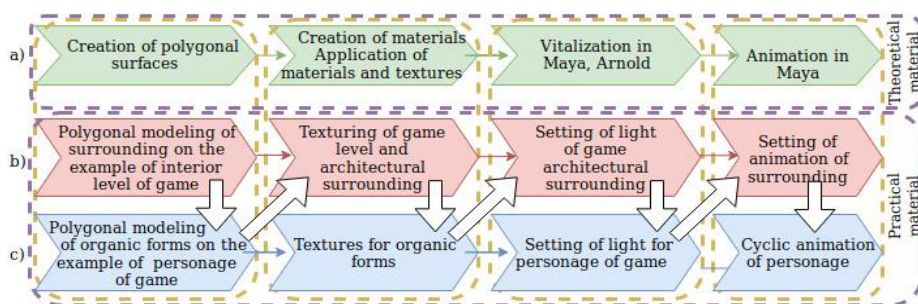 a)
Creation of polygonal
surfaces
Creation of materials
Application of
materials and textures
Vitalization in
Maya, Arnold
Animation in
Maya
Theoretical
material
b)
Polygonal modeling of
surrounding on the
example of interior
level of game
Texturing of game
level and
architectural
surrounding
Setting of light
of game
architectural
surrounding
Setting of
animation of
surrounding
Practical
material
c)
Polygonal modeling
of organic forms on the
example of personage
of game
Textures for organic
forms
Setting of light for
personage of game
Cyclic animation
of personage